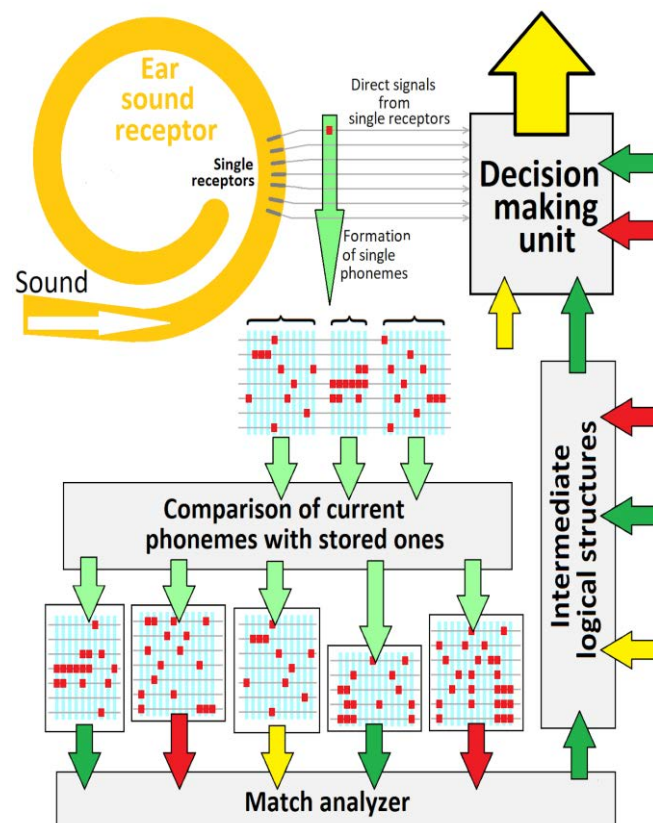 Ear
sound
receptor
Single
receptors
Sound
Direct signals
from
single receptors
Formation
of single
phonemes
Decision
making
unit
Comparison of current
phonemes with stored ones
Intermediate
logical structures
Match analyzer